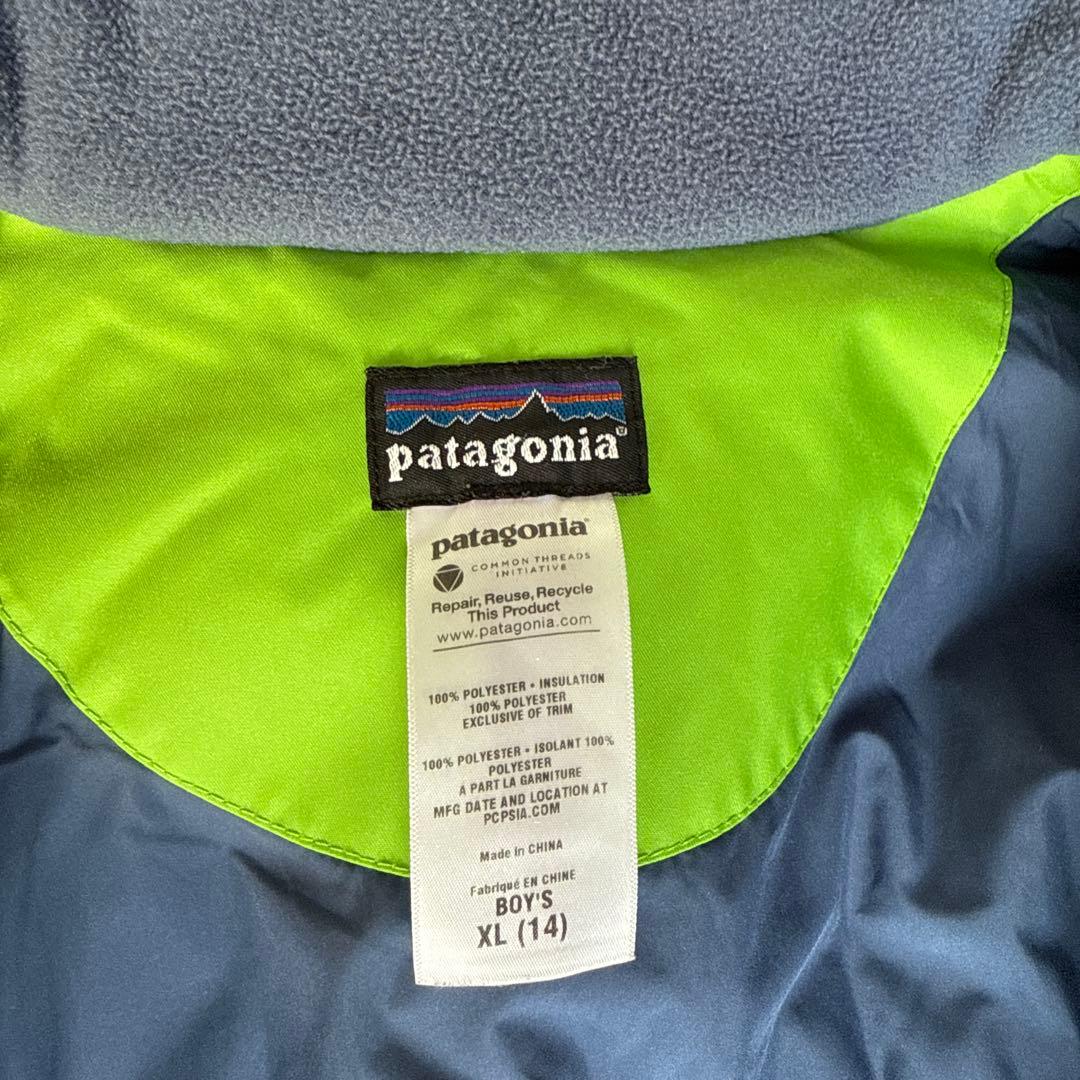 patagonia®
patagonia®
COMMON THREADS
INITIATIVE
Repair, Reuse, Recycle
This Product
www.patagonia.com
100% POLYESTER • INSULATION
100% POLYESTER
EXCLUSIVE OF TRIM
100% POLYESTER • ISOLANT 100%
POLYESTER
À PART LA GARNITURE
MFG DATE AND LOCATION AT
PCPSIA.COM
Made in CHINA
Fabriqué EN CHINE
BOY'S
XL (14)